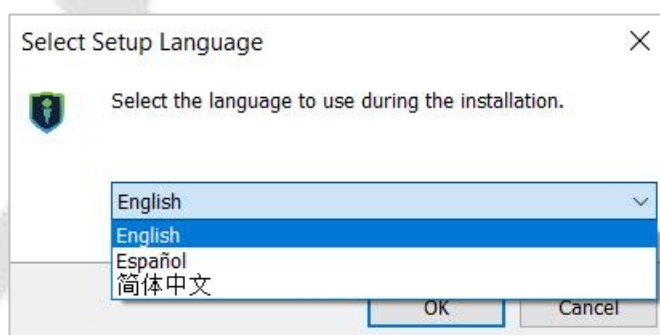 Select Setup Language
Select the language to use during the installation.
English
English
Español
简体中文
OK
Cancel